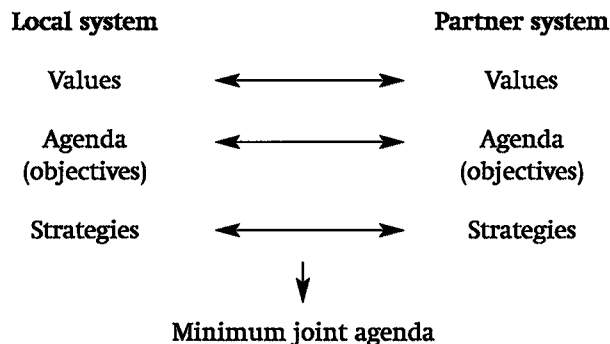 Local system Partner system
Values Values
Agenda Agenda
(objectives) (objectives)
Strategies Strategies
Minimum joint agenda